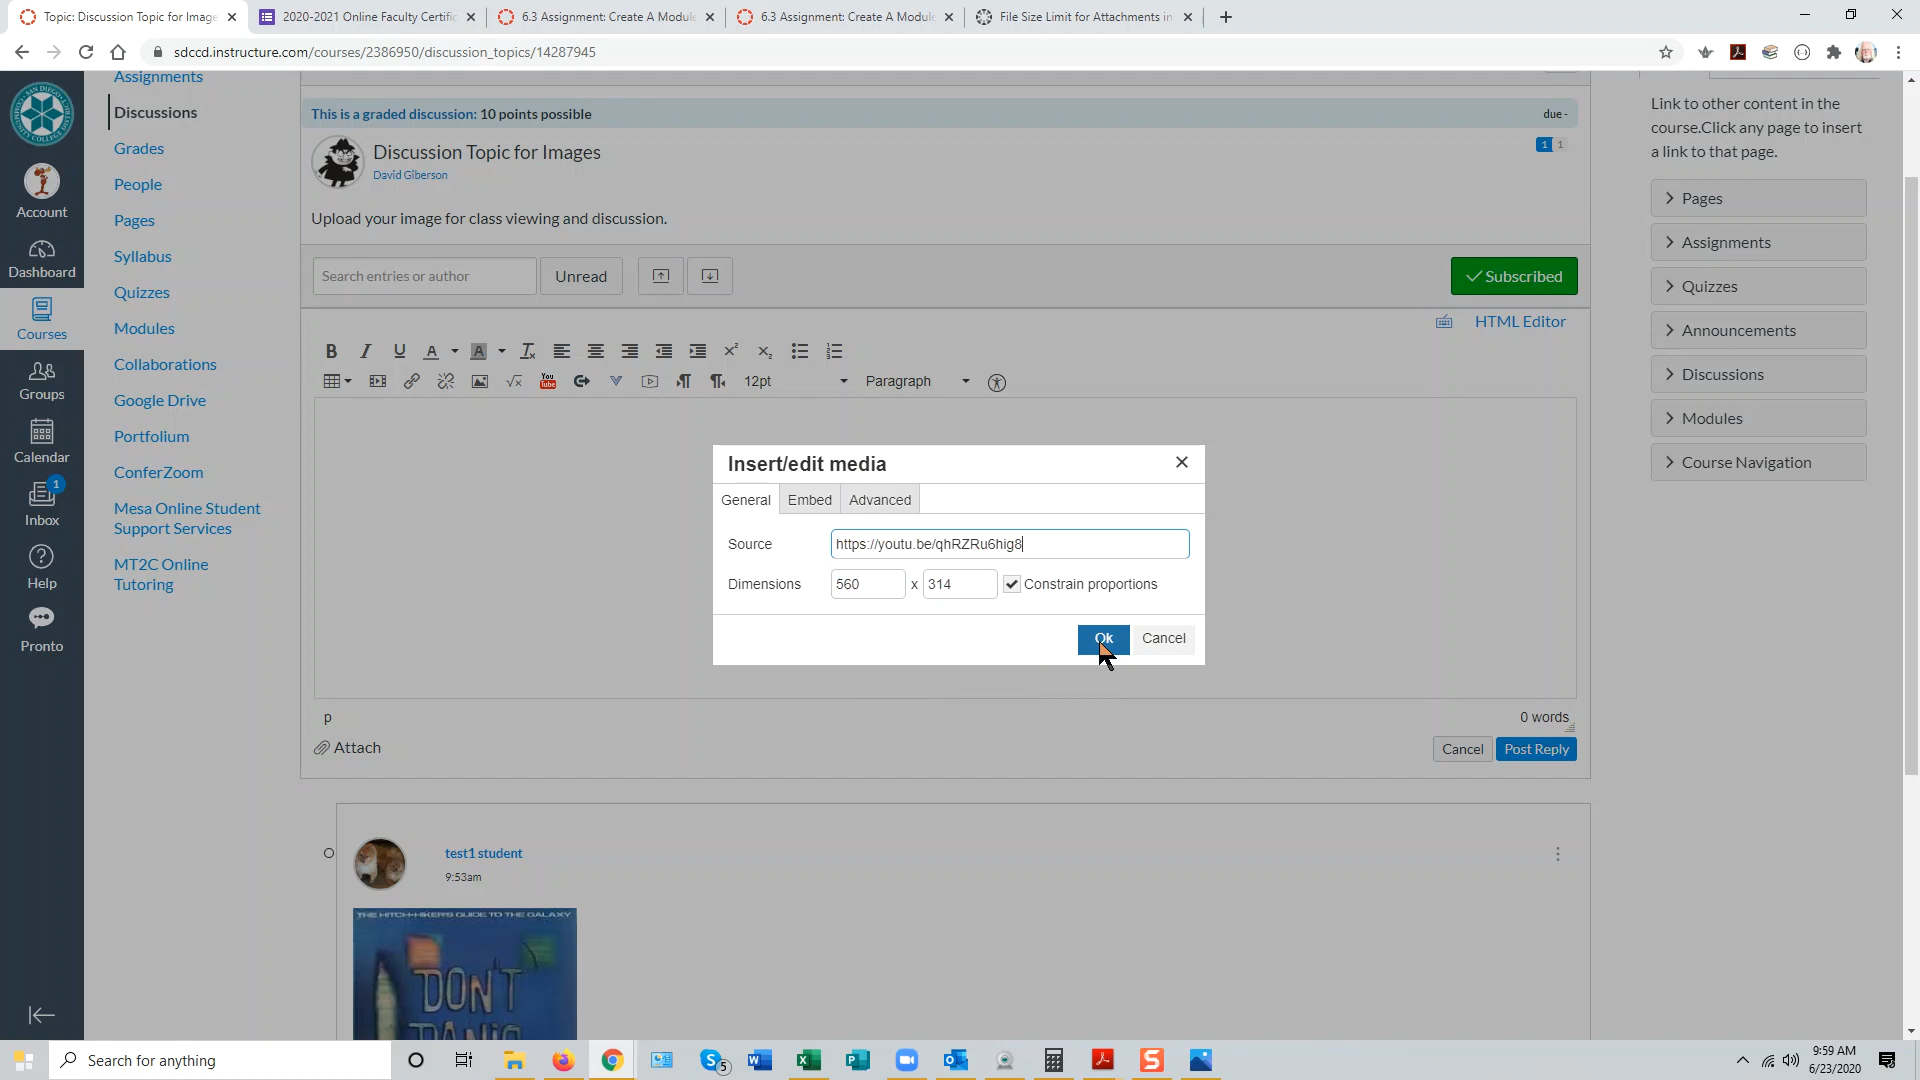 Topic: Discussion Topic for Image
2020-2021 Online Faculty Certific
6.3 Assignment: Create A Module
6.3 Assignment: Create A Module
File Size Limit for Attachments in
sdccd.instructure.com/courses/2386950/discussion_topics/14287945
Account
Dashboard
Courses
Groups
Calendar
1
Inbox
Help
Pronto
Assignments
Discussions
Grades
People
Pages
Syllabus
Quizzes
Modules
Collaborations
Google Drive
Portfolium
ConferZoom
Mesa Online Student
Support Services
MT2C Online
Tutoring
This is a graded discussion: 10 points possible
due -
Discussion Topic for Images
1 1
David Giberson
Upload your image for class viewing and discussion.
Search entries or author
Unread
Subscribed
HTML Editor
12pt
Paragraph
Insert/edit media
General
Embed
Advanced
Source
https://youtu.be/qhRZRu6hig8
Dimensions
560 x 314
Constrain proportions
Ok
Cancel
p
0 words
Attach
Cancel
Post Reply
test1 student
9:53am
THE HITCH-HIKERS GUIDE TO THE GALAXY
DON'T
PANIC
Link to other content in the
course.Click any page to insert
a link to that page.
Pages
Assignments
Quizzes
Announcements
Discussions
Modules
Course Navigation
Search for anything
5
9:59 AM
6/23/2020